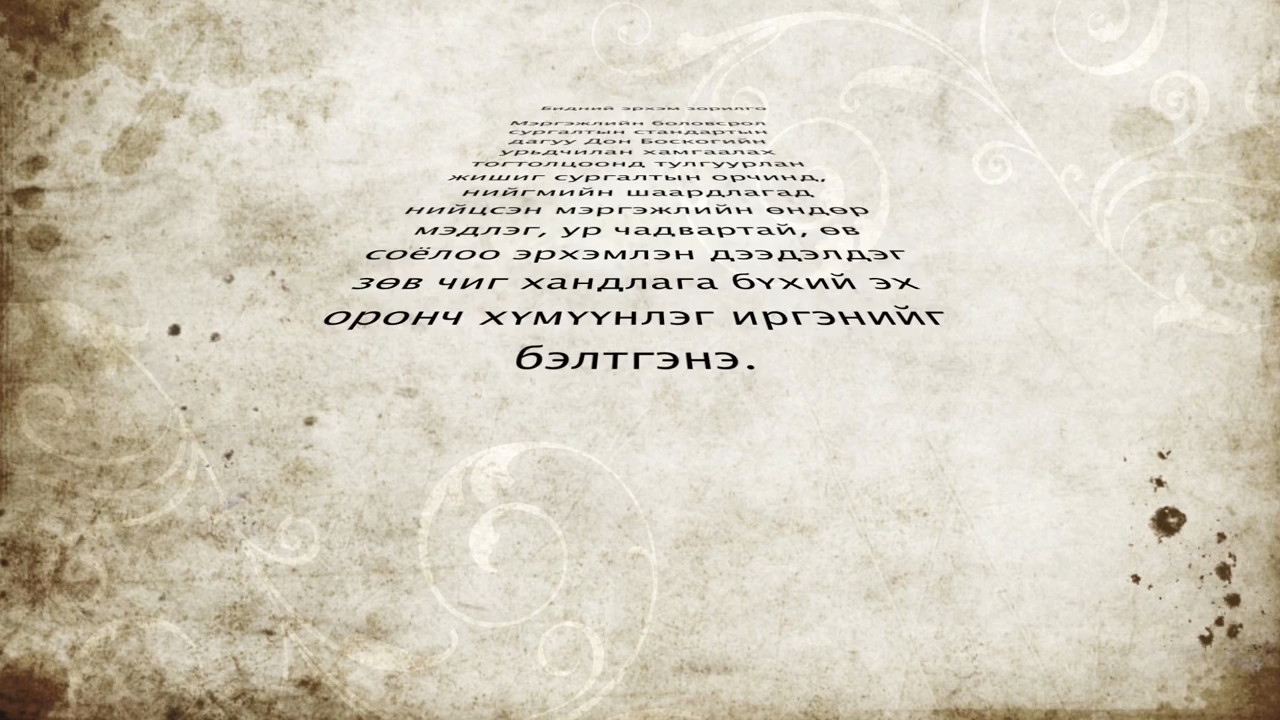 Бидний эрхэм зорилго
Мэргэжлийн боловсрол
сургалтын стандартын
дагуу Дон Боскогийн
урьдчилан хамгаалах
тогтолцоонд тулгуурлан
жишиг сургалтын орчинд,
нийгмийн шаардлагад
нийцсэн мэргэжлийн өндөр
мэдлэг, ур чадвартай, өв
соёлоо эрхэмлэн дээдэлдэг
зөв чиг хандлага бүхий эх
оронч хүмүүнлэг иргэнийг
бэлтгэнэ.